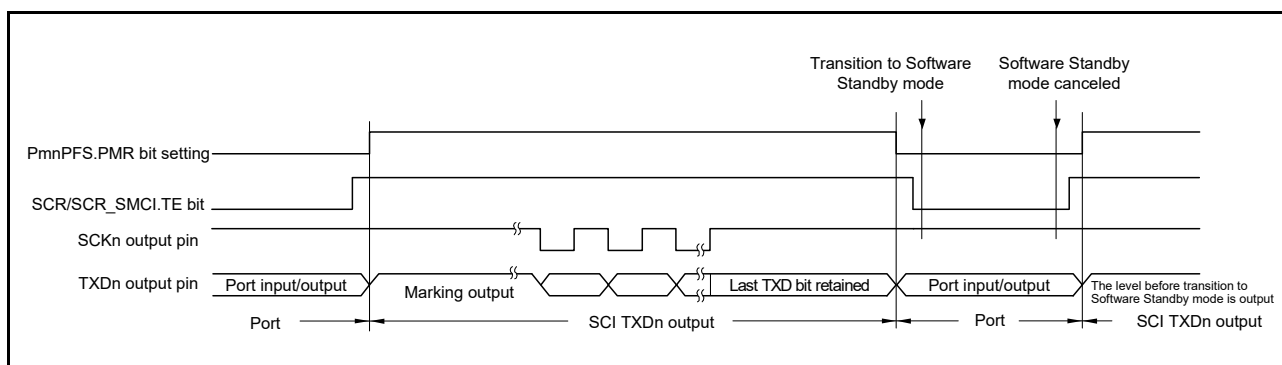 Transition to Software
Standby mode
Software Standby
mode canceled
PmnPFS.PMR bit setting
SCR/SCR_SMCI.TE bit
SCKn output pin
TXDn output pin
Port input/output
Marking output
Last TXD bit retained
Port input/output
The level before transition to
Software Standby mode is output
Port
SCI TXDn output
Port
SCI TXDn output